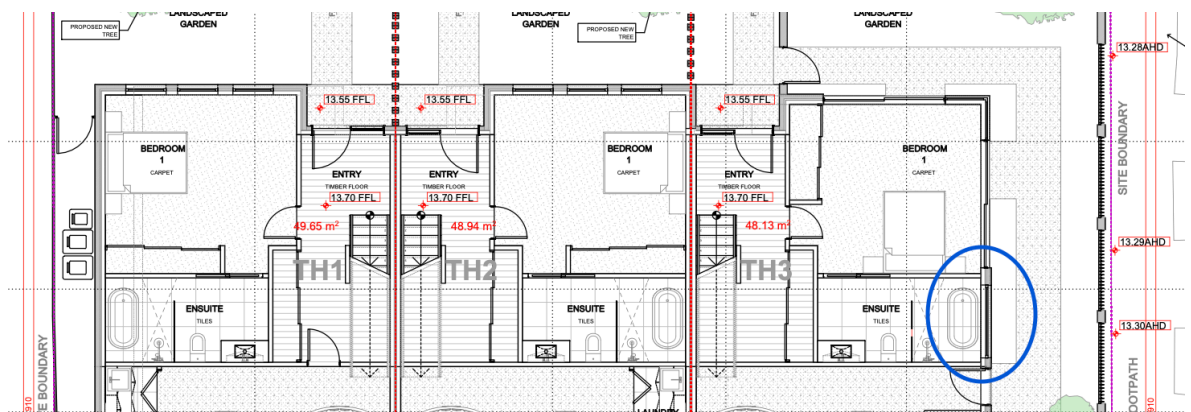 LANDSCAPED
GARDEN
PROPOSED NEW
TREE
LANDSCAPED
GARDEN
PROPOSED NEW
TREE
LANDSCAPED
GARDEN
13.28AHD
13.55 FFL
13.55 FFL
13.55 FFL
BEDROOM
1
CARPET
ENTRY
TIMBER FLOOR
13.70 FFL
49.65 m²
ENTRY
TIMBER FLOOR
13.70 FFL
48.94 m²
BEDROOM
1
CARPET
ENTRY
TIMBER FLOOR
13.70 FFL
48.13 m²
BEDROOM
1
CARPET
SITE BOUNDARY
13.29AHD
TH1
TH2
TH3
ENSUITE
TILES
ENSUITE
TILES
ENSUITE
TILES
13.30AHD
TE BOUNDARY
OOTPATH
910
910
LAUNDRY